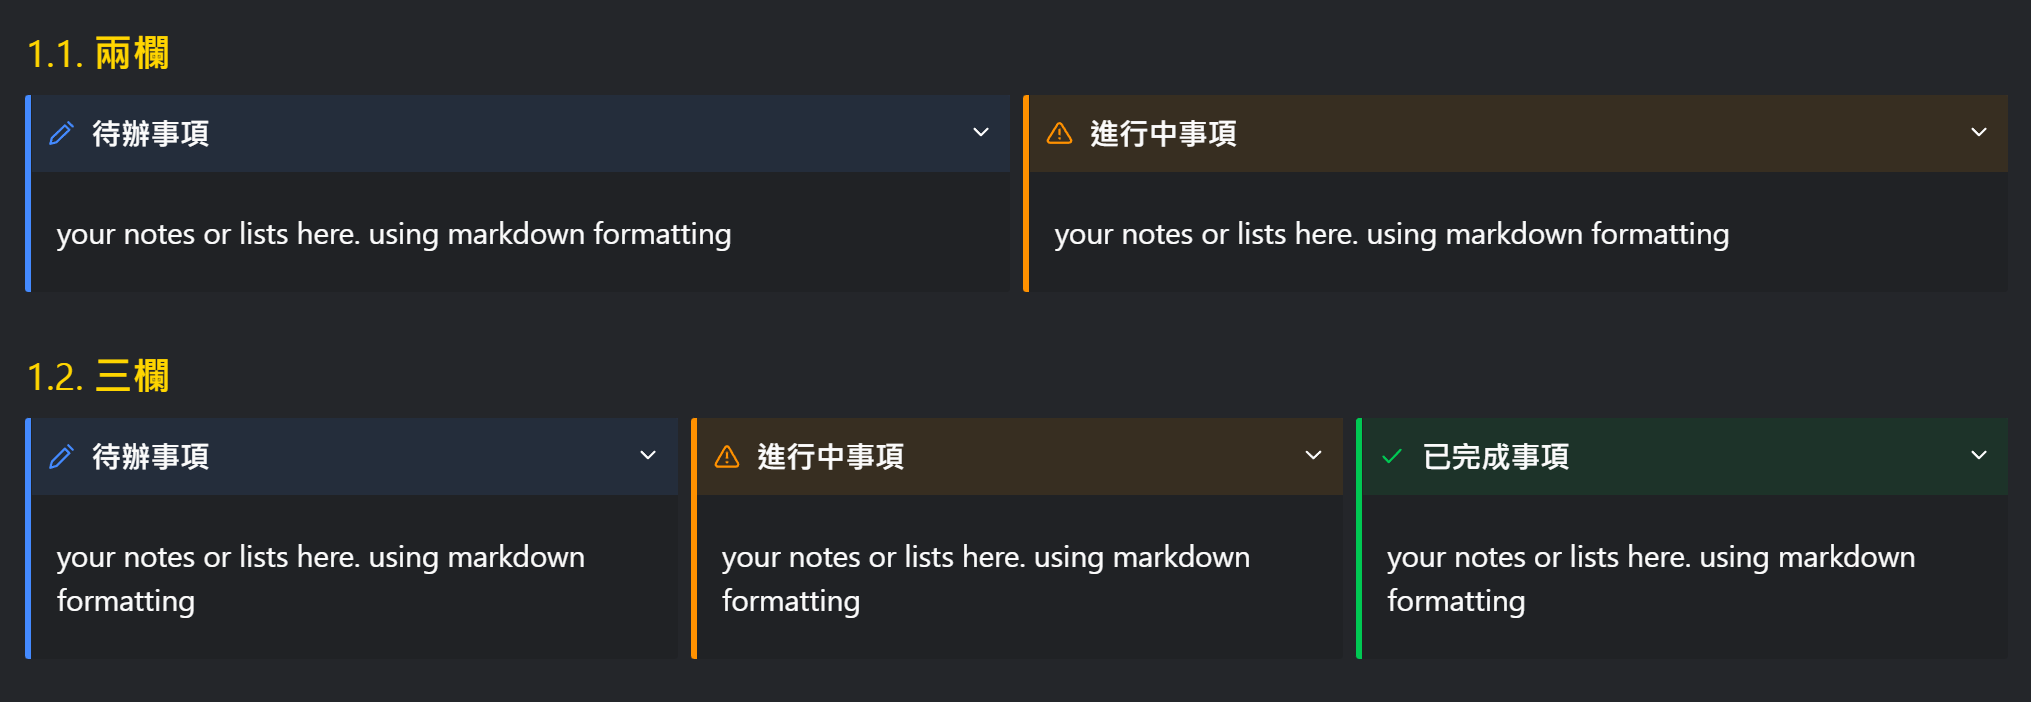 1.1. 兩欄
待辦事項
進行中事項
your notes or lists here. using markdown formatting
your notes or lists here. using markdown formatting
1.2. 三欄
待辦事項
進行中事項
已完成事項
your notes or lists here. using markdown
formatting
your notes or lists here. using markdown
formatting
your notes or lists here. using markdown
formatting